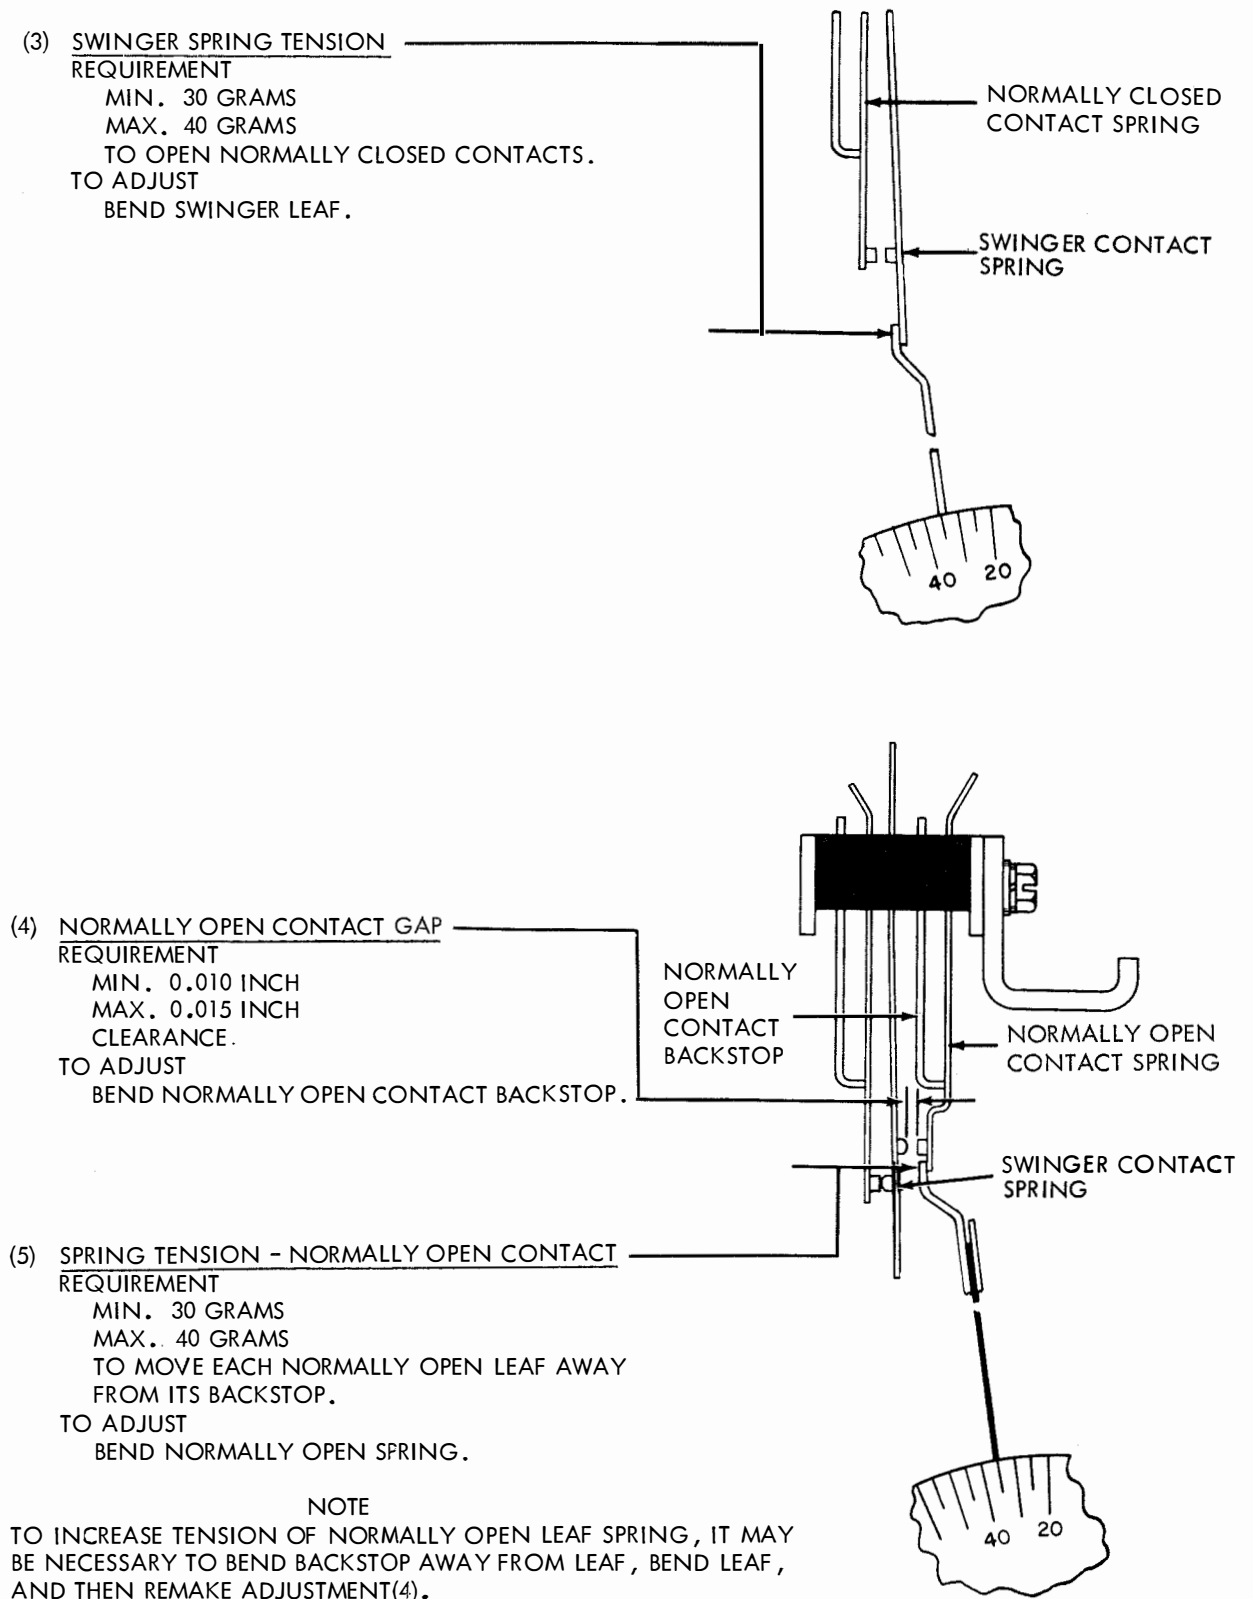 (3) SWINGER SPRING TENSION
REQUIREMENT
MIN. 30 GRAMS
MAX. 40 GRAMS
TO OPEN NORMALLY CLOSED CONTACTS.
TO ADJUST
BEND SWINGER LEAF.
NORMALLY CLOSED
CONTACT SPRING
SWINGER CONTACT
SPRING
40 20
(4) NORMALLY OPEN CONTACT GAP
REQUIREMENT
MIN. 0.010 INCH
MAX. 0.015 INCH
CLEARANCE.
TO ADJUST
BEND NORMALLY OPEN CONTACT BACKSTOP.
NORMALLY
OPEN
CONTACT
BACKSTOP
NORMALLY OPEN
CONTACT SPRING
SWINGER CONTACT
SPRING
(5) SPRING TENSION - NORMALLY OPEN CONTACT
REQUIREMENT
MIN. 30 GRAMS
MAX. 40 GRAMS
TO MOVE EACH NORMALLY OPEN LEAF AWAY
FROM ITS BACKSTOP.
TO ADJUST
BEND NORMALLY OPEN SPRING.
40 20
NOTE
TO INCREASE TENSION OF NORMALLY OPEN LEAF SPRING, IT MAY
BE NECESSARY TO BEND BACKSTOP AWAY FROM LEAF, BEND LEAF,
AND THEN REMAKE ADJUSTMENT(4).